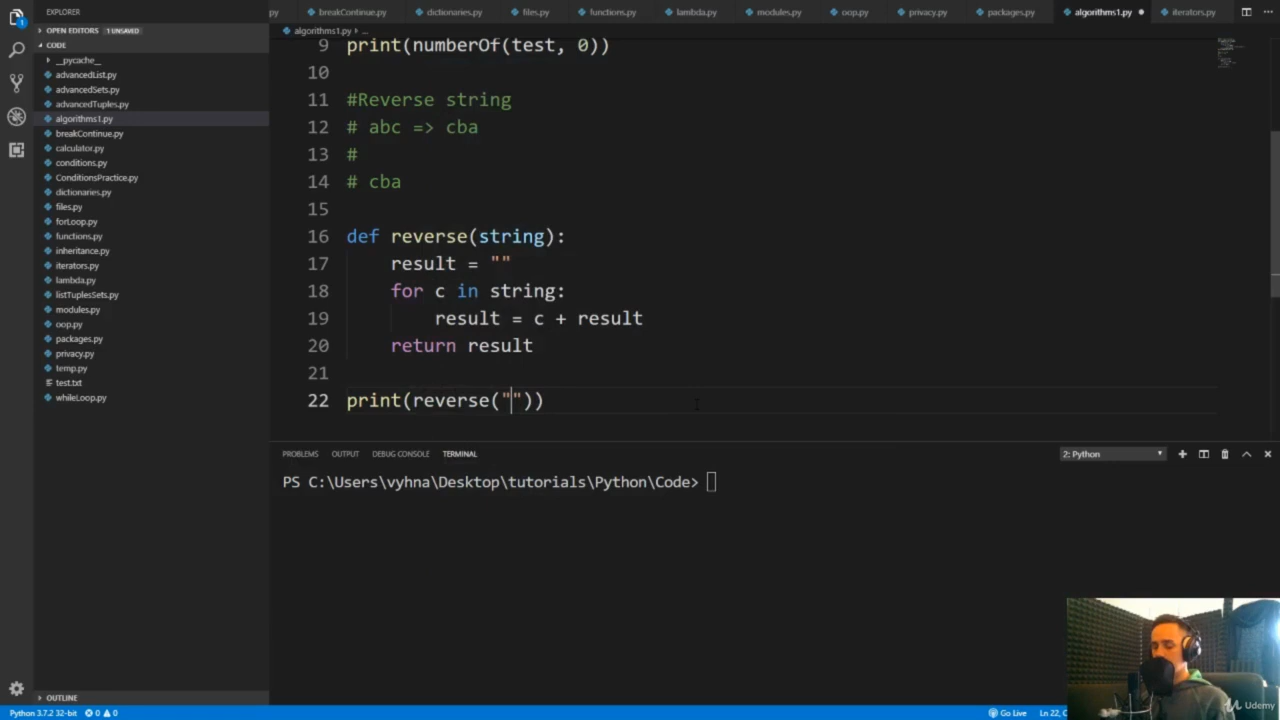 EXPLORER
py
breakContinue.py
dictionaries.py
files.py
functions.py
lambda.py
modules.py
oop.py
privacy.py
packages.py
algorithms1.py
iterators.py
OPEN EDITORS 1 UNSAVED
CODE
__pycache__
advancedList.py
advancedSets.py
advancedTuples.py
algorithms1.py
breakContinue.py
calculator.py
conditions.py
ConditionsPractice.py
dictionaries.py
files.py
forLoop.py
functions.py
inheritance.py
iterators.py
lambda.py
listTuplesSets.py
modules.py
oop.py
packages.py
privacy.py
temp.py
test.txt
whileLoop.py
OUTLINE
algorithms1.py > ...
9 print(numberOf(test, 0))
10
11 #Reverse string
12 # abc => cba
13 #
14 # cba
15
16 def reverse(string):
17 result = ""
18 for c in string:
19 result = c + result
20 return result
21
22 print(reverse(""))
PROBLEMS OUTPUT DEBUG CONSOLE TERMINAL
2: Python
PS C:\Users\vyhna\Desktop\tutorials\Python\Code>
Python 3.7.2 32-bit 0 0
Go Live Ln 22,
Udemy